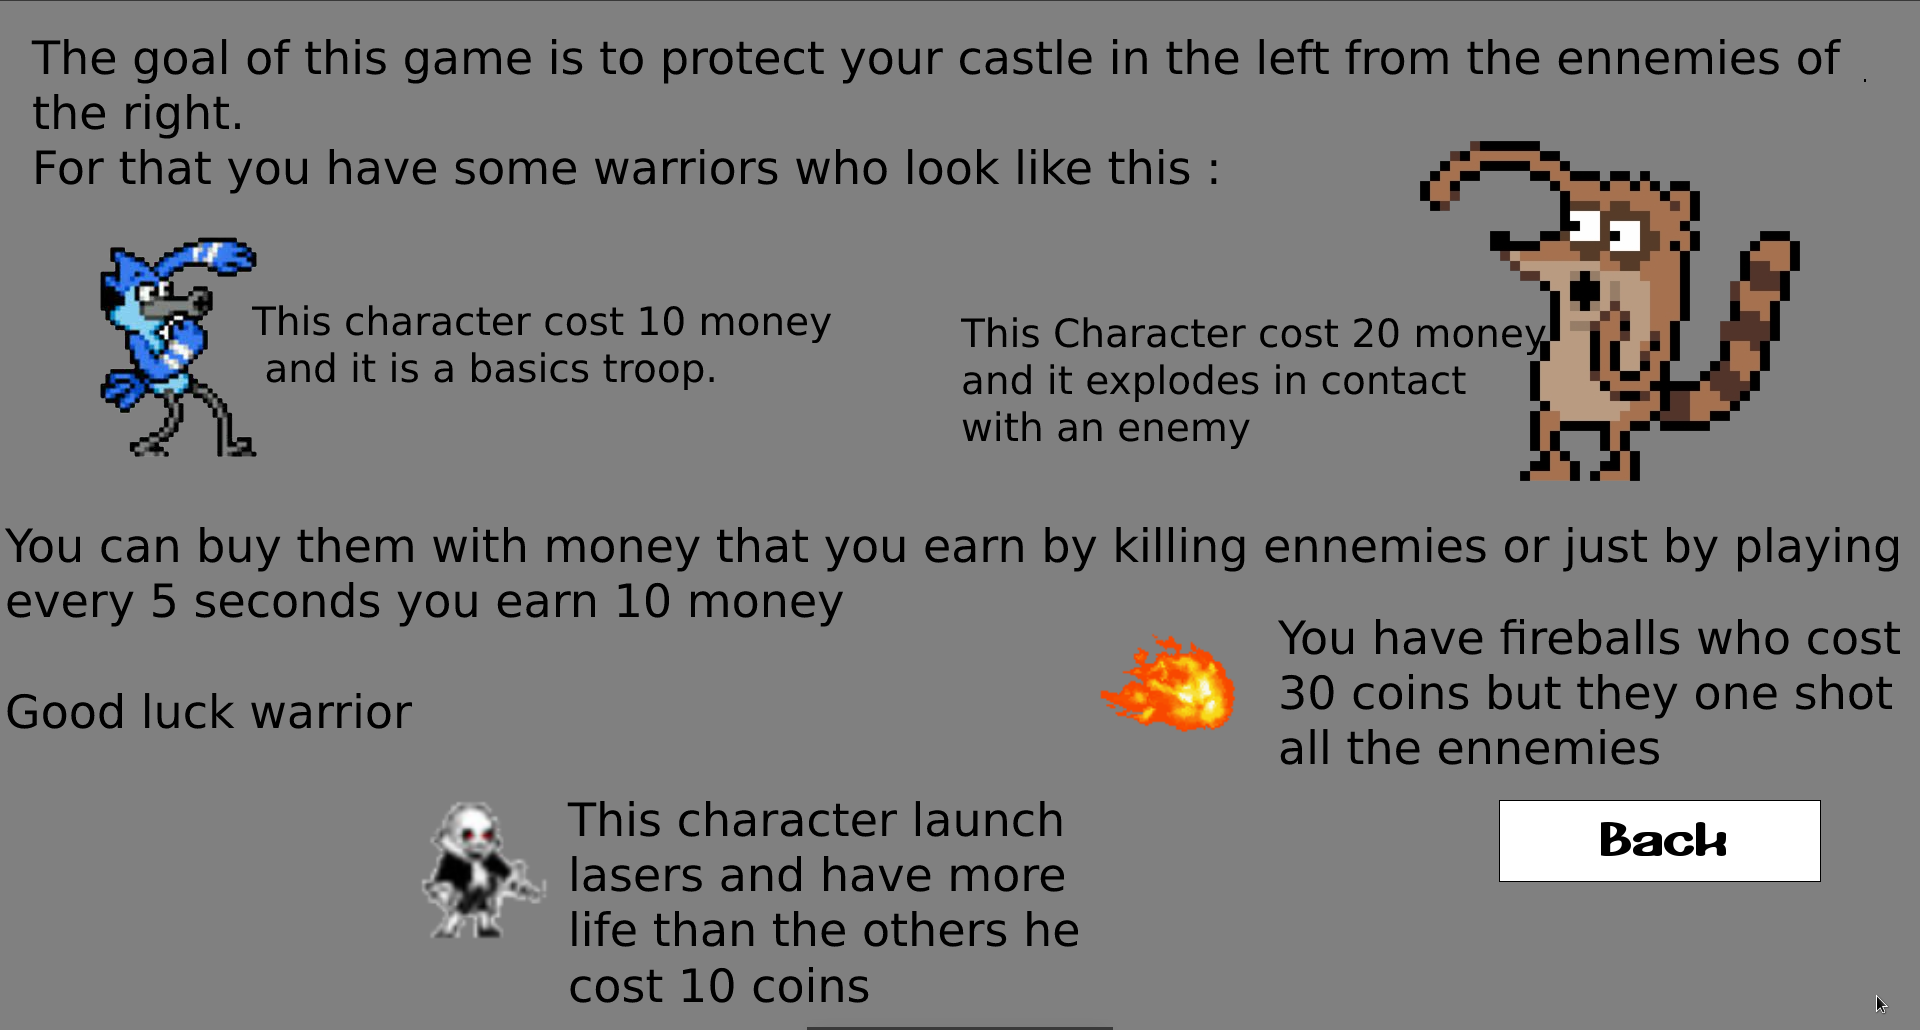 The goal of this game is to protect your castle in the left from the ennemies of
the right.
For that you have some warriors who look like this :
This character cost 10 money
and it is a basics troop.
This Character cost 20 money
and it explodes in contact
with an enemy
You can buy them with money that you earn by killing ennemies or just by playing
every 5 seconds you earn 10 money
Good luck warrior
You have fireballs who cost
30 coins but they one shot
all the ennemies
This character launch
lasers and have more
life than the others he
cost 10 coins
Back